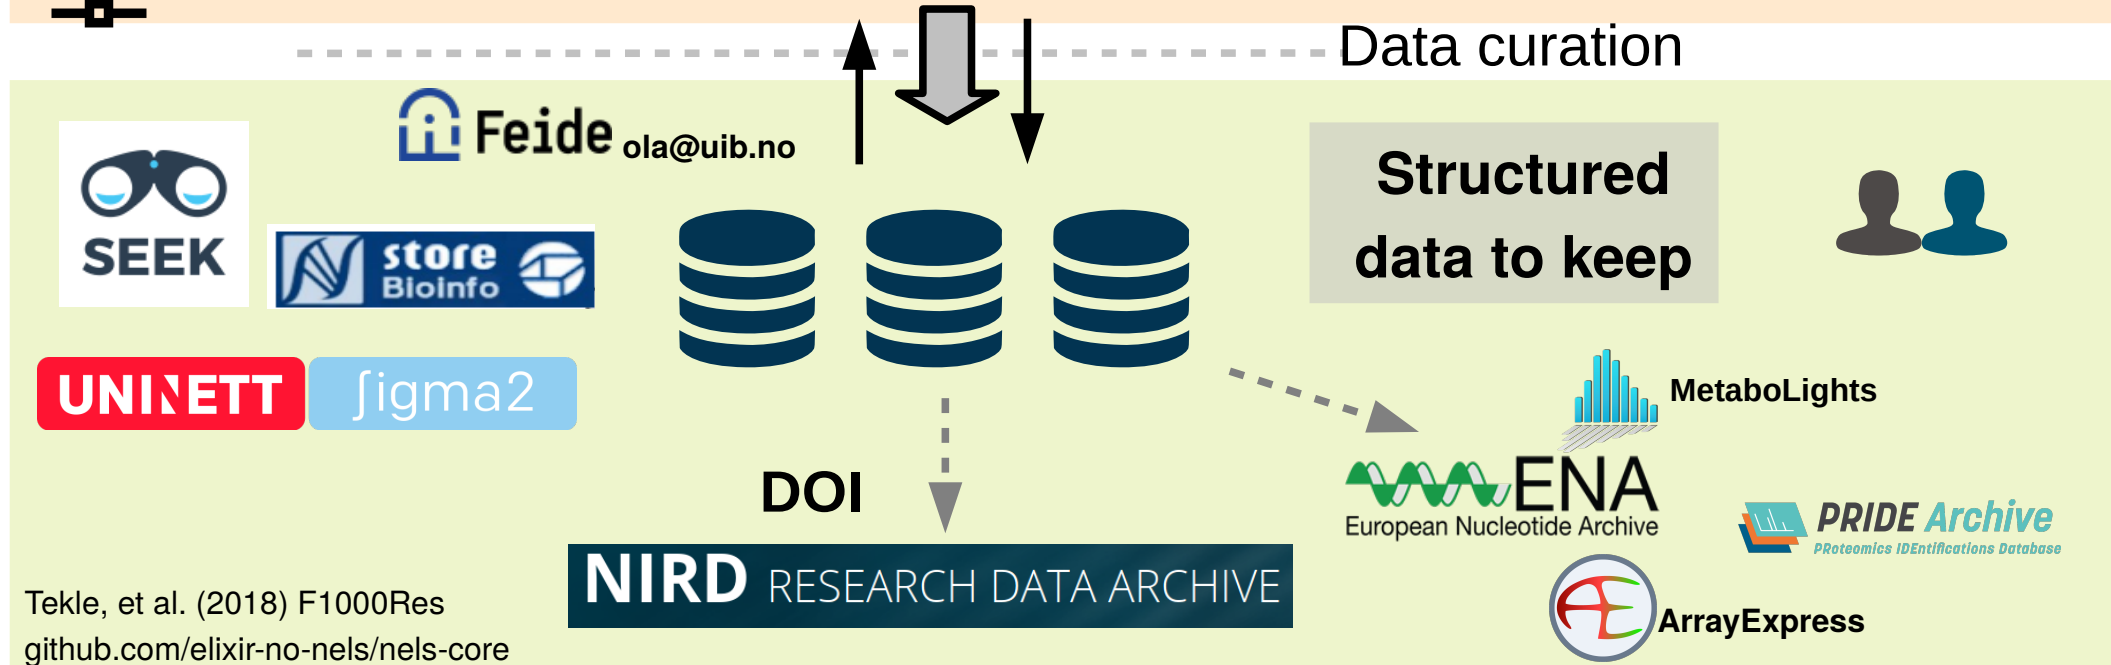 Data curation
Feide
ola@uib.no
SEEK
store
Bioinfo
Structured
data to keep
UNINETT
sigma2
MetaboLights
DOI
ENA
European Nucleotide Archive
PRIDE Archive
PRoteomics IDEntifications Database
NIRD RESEARCH DATA ARCHIVE
AE
ArrayExpress
Tekle, et al. (2018) F1000Res
github.com/elixir-no-nels/nels-core